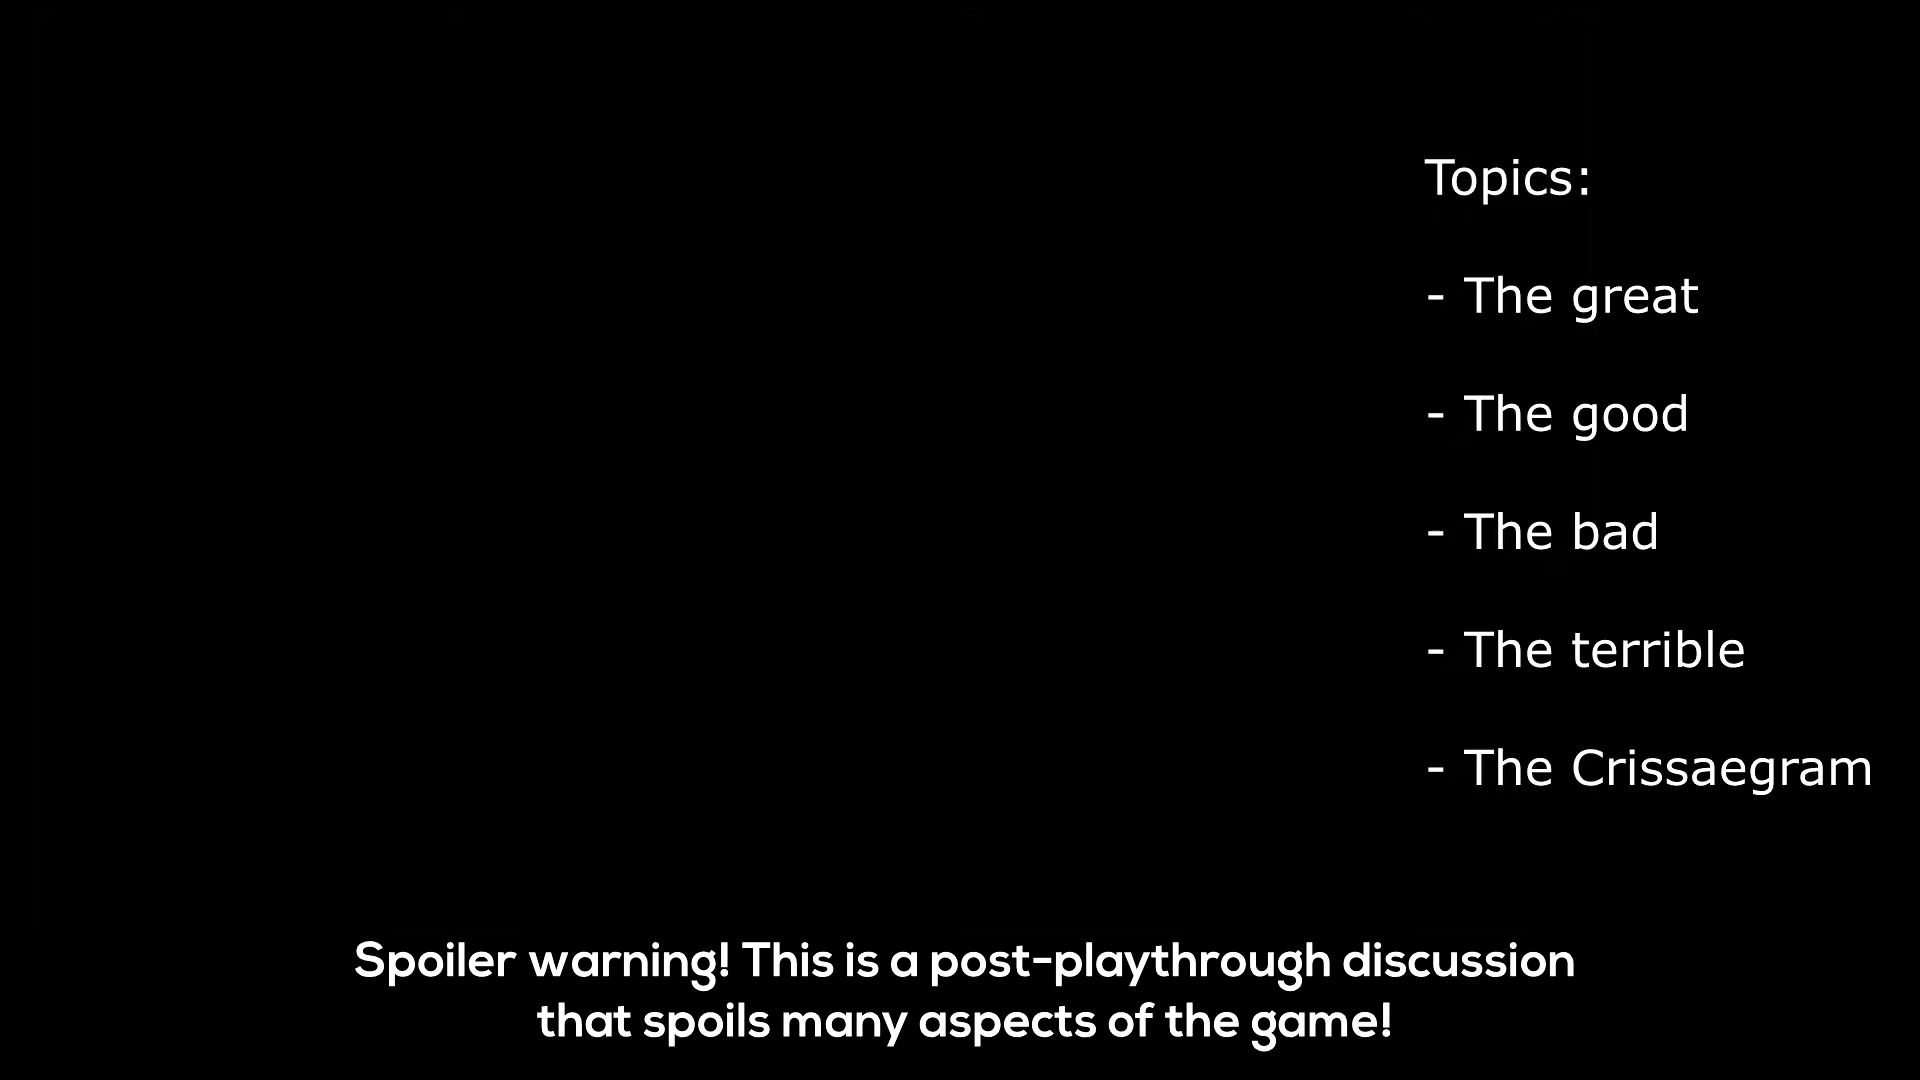 Topics:
- The great
- The good
- The bad
- The terrible
- The Crissaegram
Spoiler warning! This is a post-playthrough discussion
that spoils many aspects of the game!